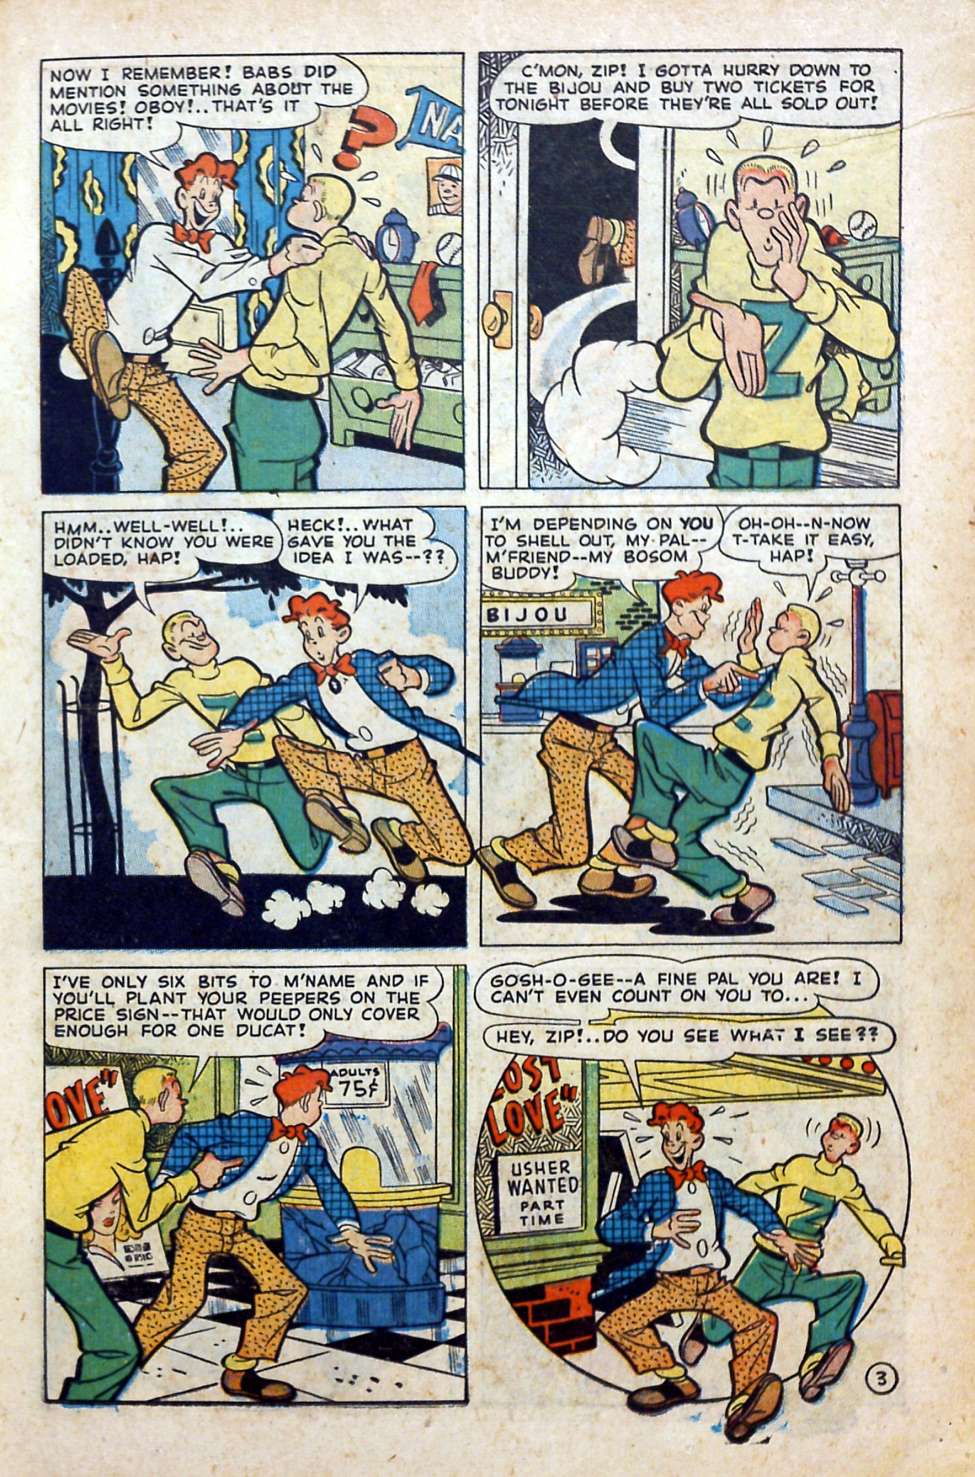 NOW I REMEMBER! BABS DID
MENTION SOMETHING ABOUT THE
MOVIES! OBOY!..THAT'S IT
ALL RIGHT!
?
NA
C'MON, ZIP! I GOTTA HURRY DOWN TO
THE BIJOU AND BUY TWO TICKETS FOR
TONIGHT BEFORE THEY'RE ALL SOLD OUT!
Z
HMM..WELL-WELL!..
DIDN'T KNOW YOU WERE
LOADED, HAP!
HECK!..WHAT
GAVE YOU THE
IDEA I WAS--??
I'M DEPENDING ON YOU
TO SHELL OUT, MY PAL--
M'FRIEND--MY BOSOM
BUDDY!
OH-OH--N-NOW
T-TAKE IT EASY,
HAP!
BIJOU
I'VE ONLY SIX BITS TO M'NAME AND IF
YOU'LL PLANT YOUR PEEPERS ON THE
PRICE SIGN--THAT WOULD ONLY COVER
ENOUGH FOR ONE DUCAT!
OVE"
ADULTS
75¢
GOSH-O-GEE--A FINE PAL YOU ARE! I
CAN'T EVEN COUNT ON YOU TO...
HEY, ZIP!..DO YOU SEE WHAT I SEE??
LOST
LOVE"
USHER
WANTED
PART
TIME
Z
3